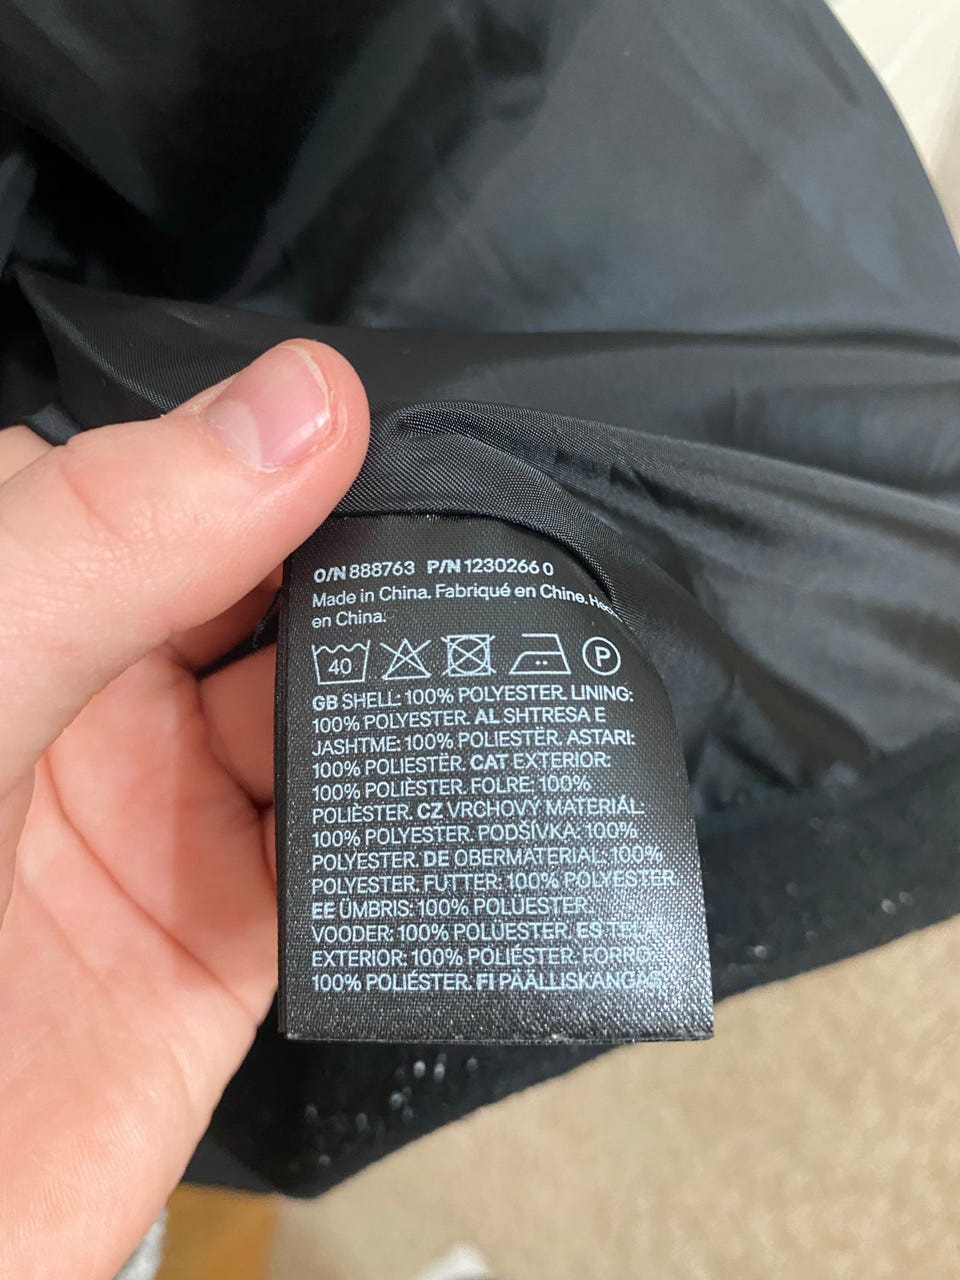 O/N 888763 P/N 1230266 0
Made in China. Fabriqué en Chine.
en China.
40 P
GB SHELL: 100% POLYESTER. LINING:
100% POLYESTER. AL SHTRESA E
JASHTME: 100% POLIESTËR. ASTARI:
100% POLIESTËR. CAT EXTERIOR:
100% POLIÈSTER. FOLRE: 100%
POLIÈSTER. CZ VRCHOVÝ MATERIÁL:
100% POLYESTER. PODŠÍVKA: 100%
POLYESTER. DE OBERMATERIAL: 100%
POLYESTER. FUTTER: 100% POLYESTER.
EE ÜMBRIS: 100% POLÜESTER.
VOODER: 100% POLÜESTER. ES TELA
EXTERIOR: 100% POLIÉSTER. FORRO:
100% POLIÉSTER. FI PÄÄLLISKANGAS: